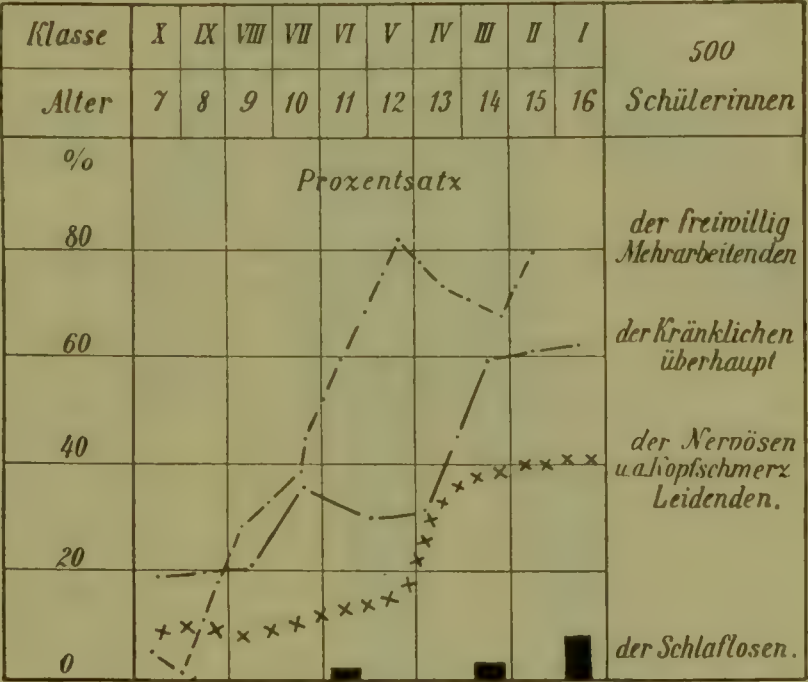 Klasse X IX VIII VII VI V IV III II I
500
Schülerinnen
Alter 7 8 9 10 11 12 13 14 15 16
%
Prozentsatz
80
der freiwillig
Mehrarbeitenden
60
der Kränklichen
überhaupt
40
der Nervösen
u.a. Kopfschmerz
Leidenden.
20
0
der Schlaflosen.